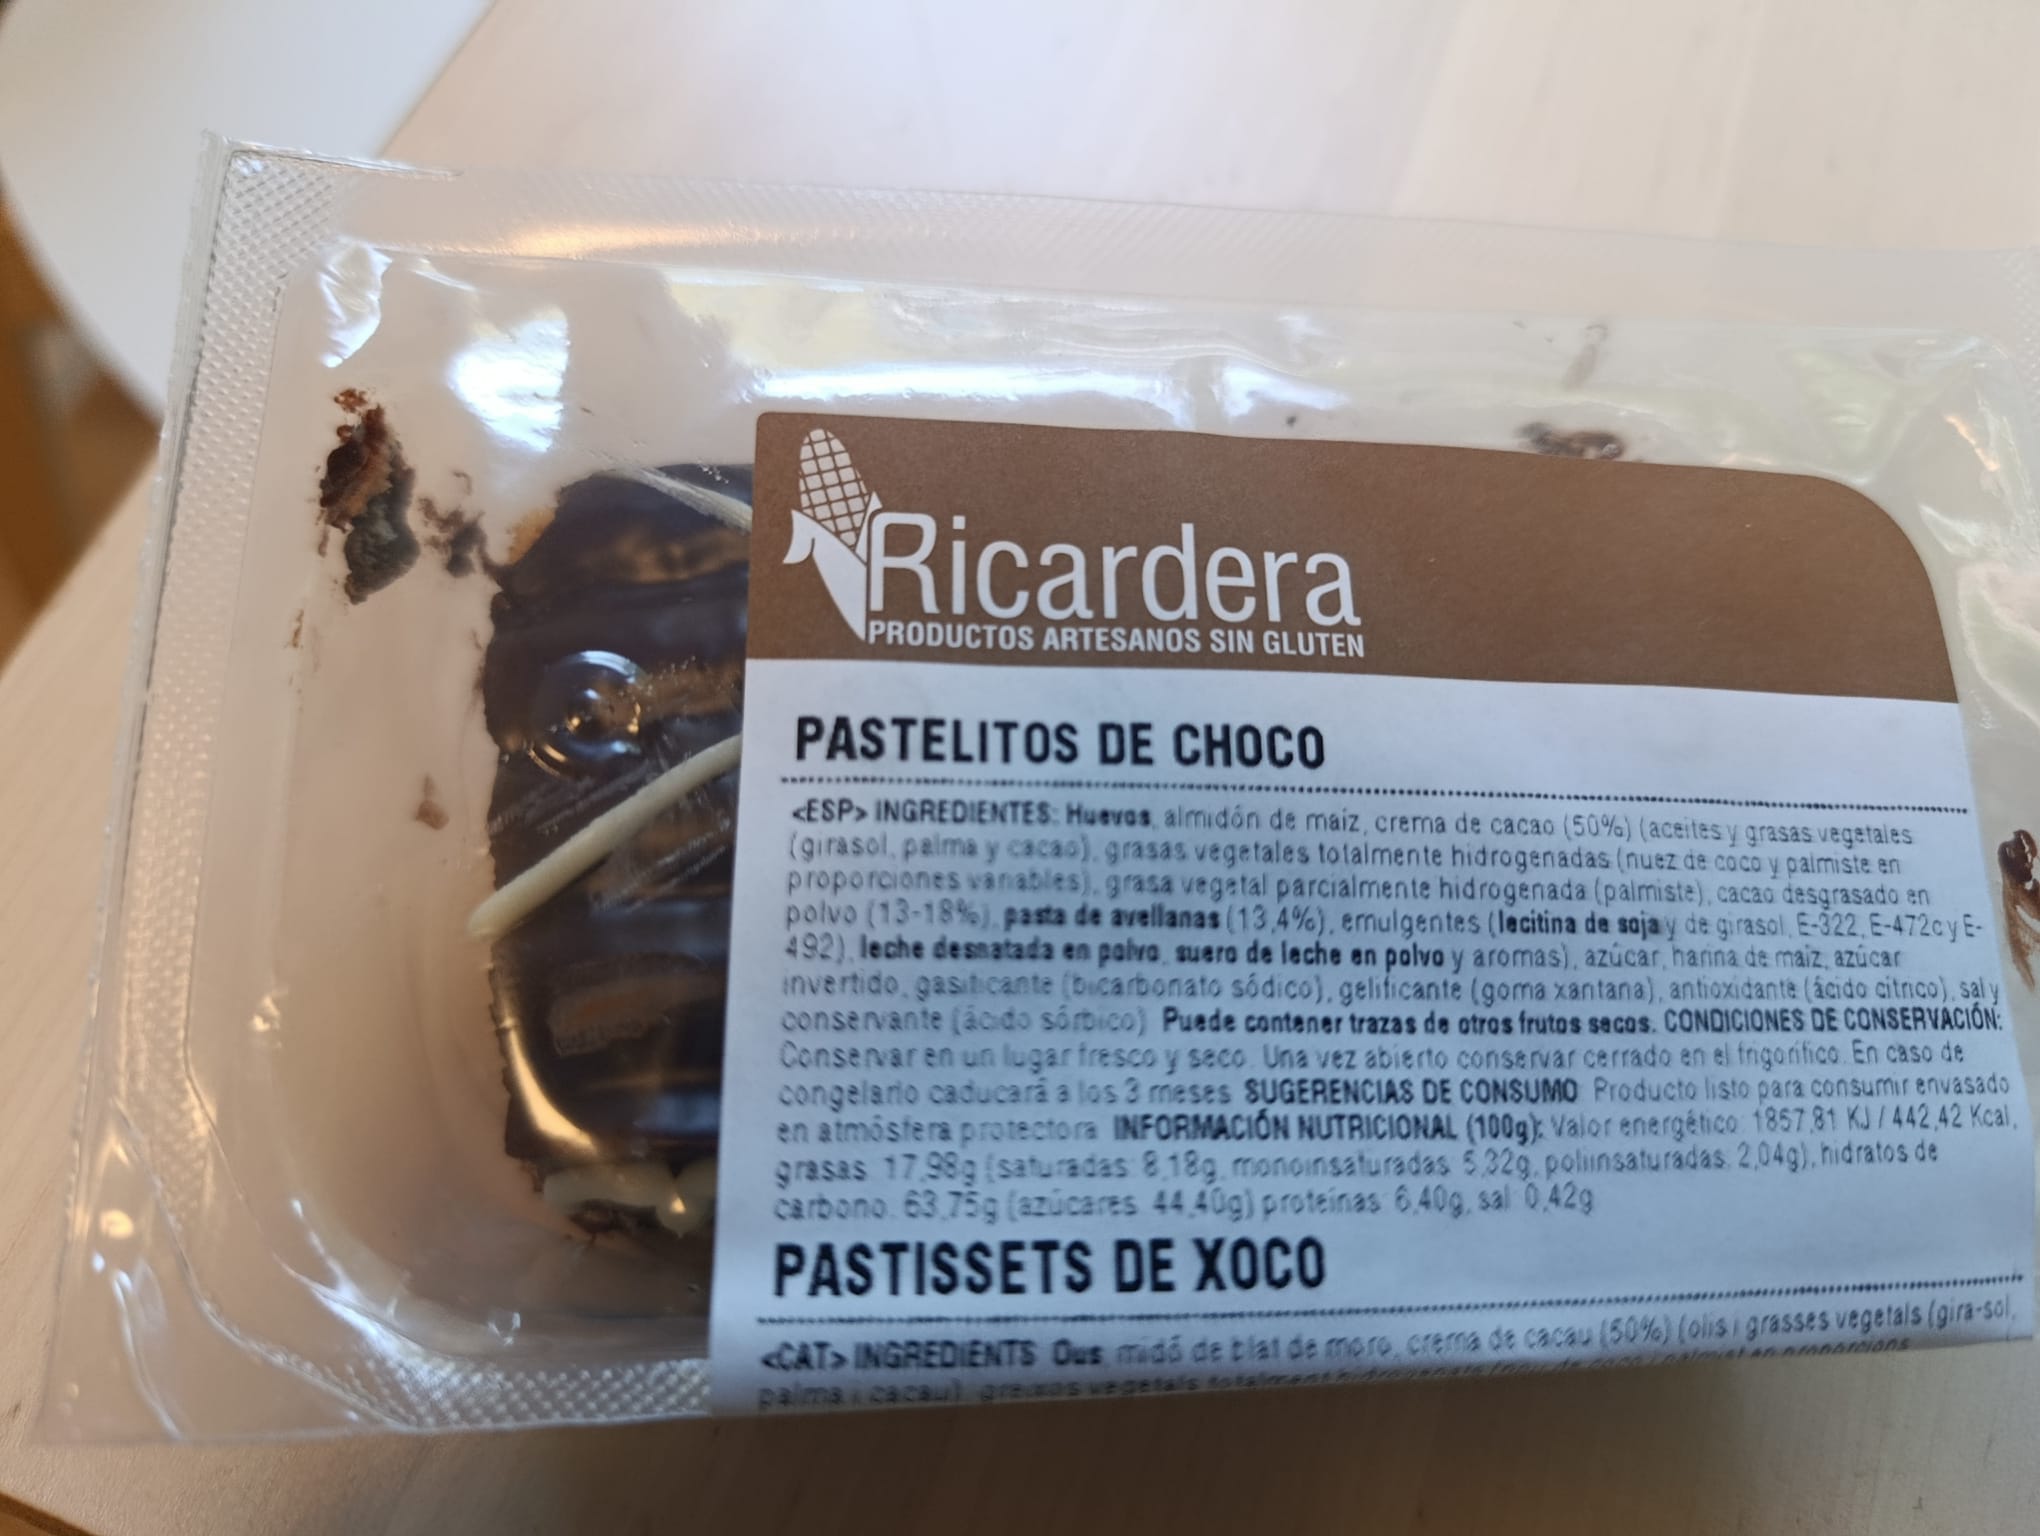 Ricardera
PRODUCTOS ARTESANOS SIN GLUTEN
PASTELITOS DE CHOCO
<ESP> INGREDIENTES: Huevos, almidón de maiz, crema de cacao (50%) (aceites y grasas vegetales
(girasol, palma y cacao), grasas vegetales totalmente hidrogenadas (nuez de coco y palmiste en
proporciones variables), grasa vegetal parcialmente hidrogenada (palmiste), cacao desgrasado en
polvo (13-18%), pasta de avellanas (13,4%), emulgentes (lecitina de soja y de girasol, E-322, E-472c y E-
492), leche desnatada en polvo, suero de leche en polvo y aromas), azúcar, harina de maiz, azúcar
invertido, gasificante (bicarbonato sódico), gelificante (goma xantana), antioxidante (ácido cítrico), sal y
conservante (ácido sórbico) Puede contener trazas de otros frutos secos. CONDICIONES DE CONSERVACIÓN:
Conservar en un lugar fresco y seco. Una vez abierto conservar cerrado en el frigorífico. En caso de
congelarlo caducará a los 3 meses SUGERENCIAS DE CONSUMO: Producto listo para consumir envasado
en atmósfera protectora INFORMACIÓN NUTRICIONAL (100g): Valor energético: 1857,81 KJ / 442,42 Kcal,
grasas: 17,98g (saturadas: 8,18g, monoinsaturadas: 5,32g, poliinsaturadas: 2,04g), hidratos de
carbono: 63,75g (azúcares: 44,40g) proteínas: 6,40g, sal: 0,42g
PASTISSETS DE XOCO
<CAT> INGREDIENTS: Ous, midó de blat de moro, crema de cacau (50%) (olis i grasses vegetals (gira-sol,
palma i cacau), grasses vegetals totalment hidrogenats